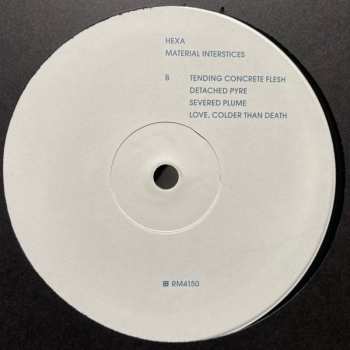 HEXA
MATERIAL INTERSTICES
B TENDING CONCRETE FLESH
DETACHED PYRE
SEVERED PLUME
LOVE, COLDER THAN DEATH
RM4150